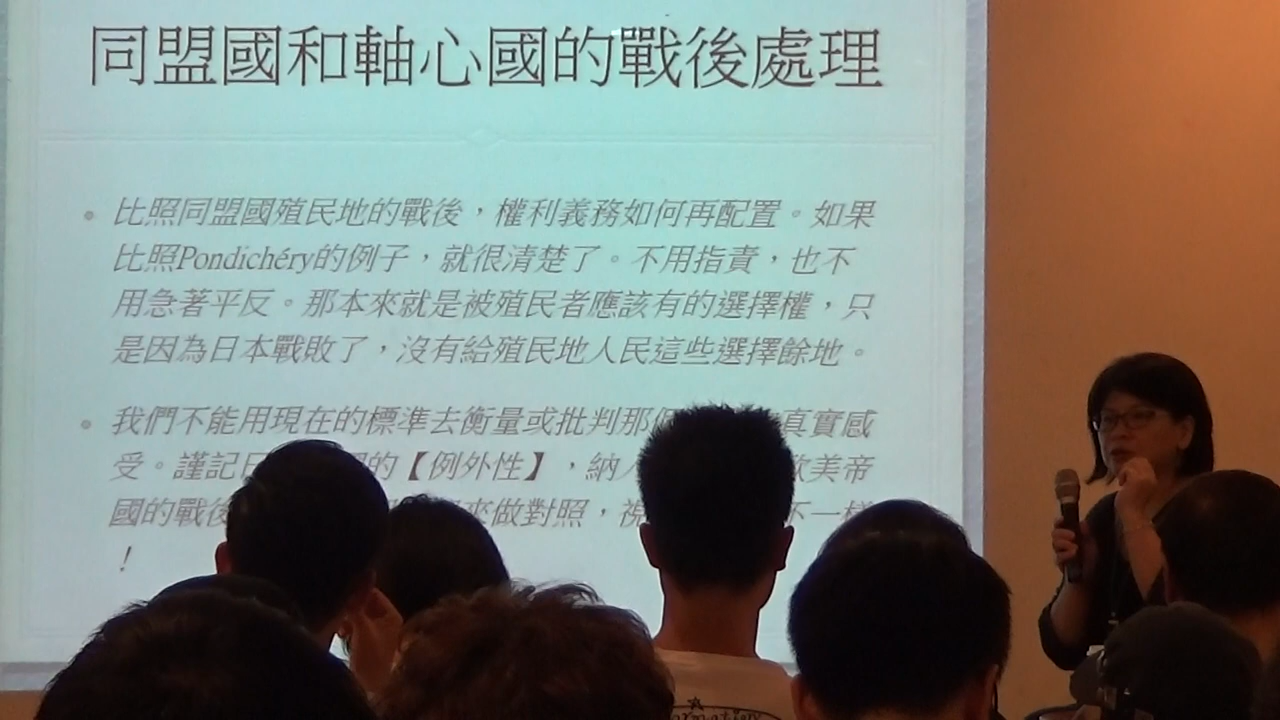 同盟國和軸心國的戰後處理
• 比照同盟國殖民地的戰後,權利義務如何再配置。如果
比照Pondichéry的例子,就很清楚了。不用指責,也不
用急著平反。那本來就是被殖民者應該有的選擇權,只
是因為日本戰敗了,沒有給殖民地人民這些選擇餘地。
• 我們不能用現在的標準去衡量或批判那 真實感
受。謹記日 的【例外性】,納 歐美帝
國的戰後 來做對照,視 不一樣
!